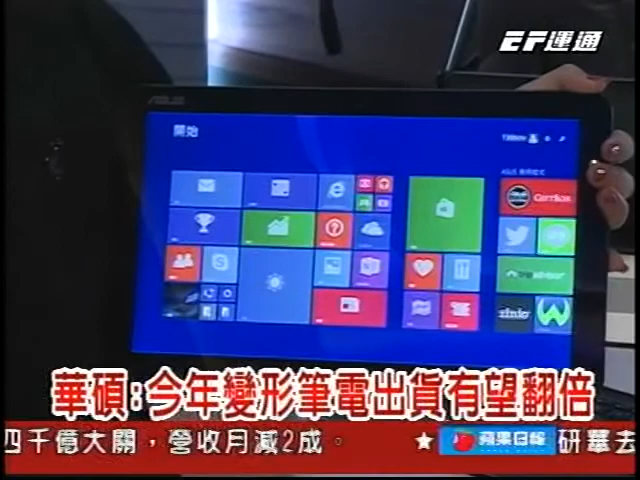 EF運通
ASUS
開始
zinio
華碩:今年變形筆電出貨有望翻倍
四千億大關，營收月減2成。 ★ 蘋果日報 研華去